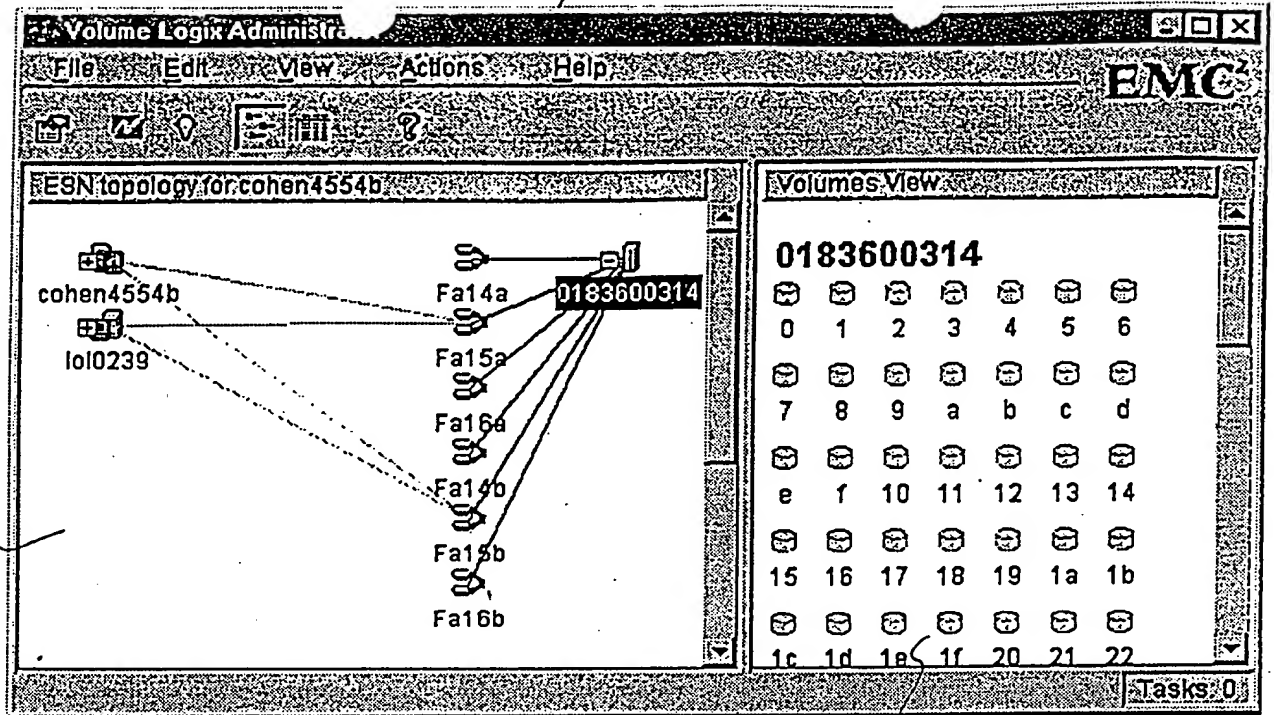 Volume Logix Administra
File Edit View Actions Help
EMC²
ESN topology for cohen4554b
cohen4554b
lol0239
Fa14a
Fa15a
Fa16a
Fa14b
Fa15b
Fa16b
0183600314
Volumes View
0183600314
0 1 2 3 4 5 6
7 8 9 a b c d
e f 10 11 12 13 14
15 16 17 18 19 1a 1b
1c 1d 1e 1f 20 21 22
Tasks: 0